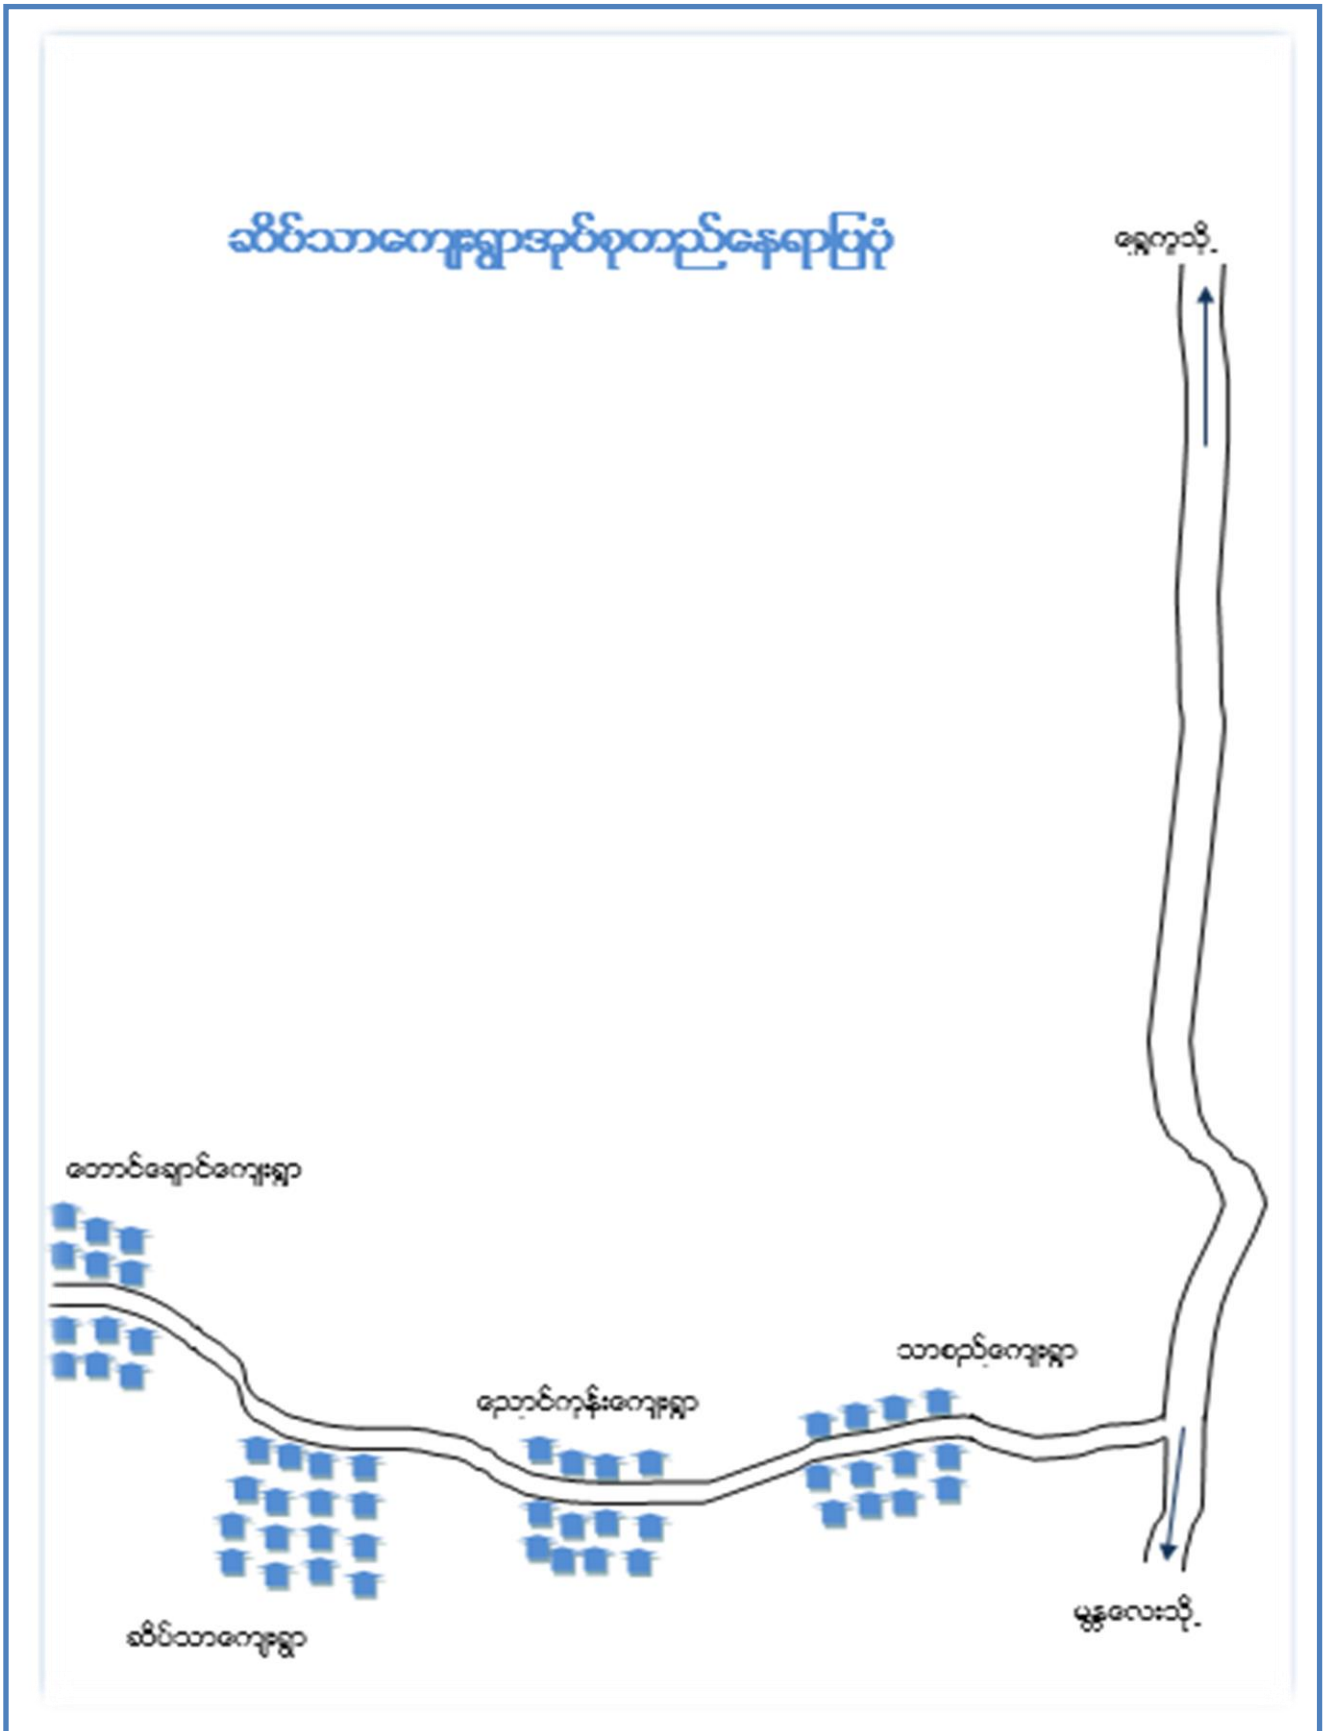 ဆိပ်သာကျေးရွာအုပ်စုတည်နေရာပြပုံ
ရွှေကူသို့
တောင်ချောင်ကျေးရွာ
သာစည်ကျေးရွာ
ညောင်ကုန်းကျေးရွာ
မန္တလေးသို့
ဆိပ်သာကျေးရွာ